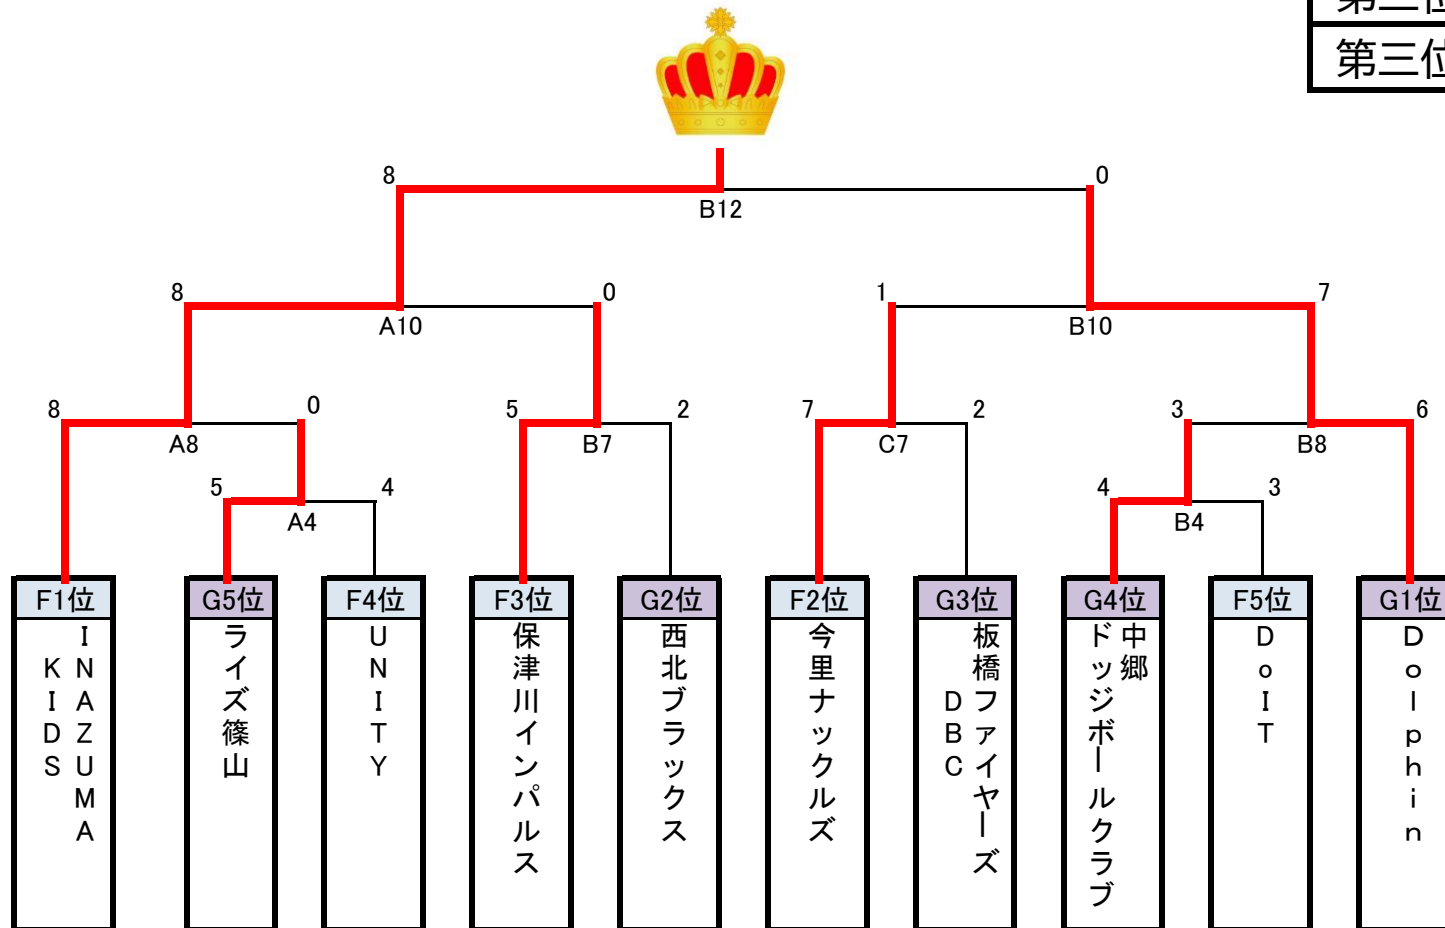 第三位
8
0
B12
8
0
1
7
A10
B10
8
0
5
2
7
2
3
6
A8
B7
C7
B8
5
4
4
3
A4
B4
F1位
G5位
F4位
F3位
G2位
F2位
G3位
G4位
F5位
G1位
INAZUMA
KIDS
ライズ篠山
UNITY
保津川インパルス
西北ブラックス
今里ナックルズ
板橋ファイヤーズ
DBC
中郷
ドッジボールクラブ
DoIT
Dolphin